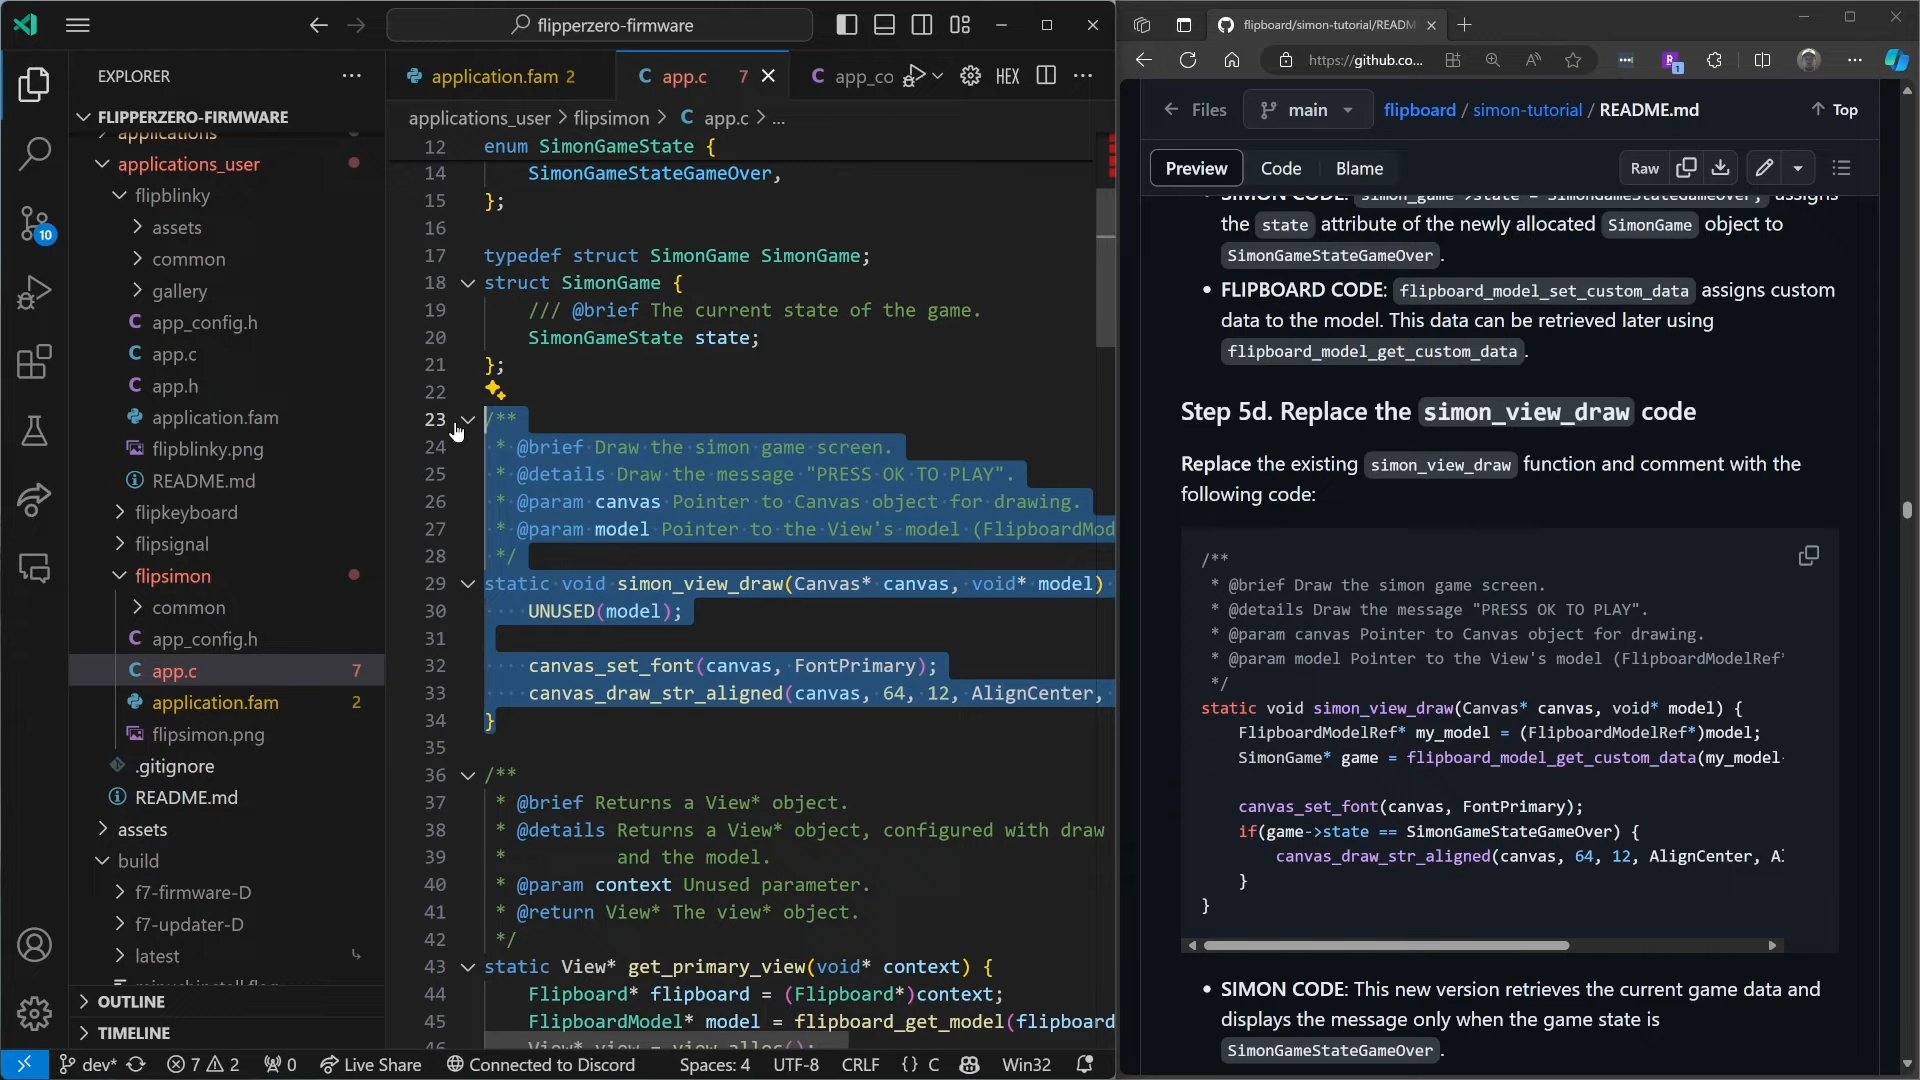 flipperzero-firmware
EXPLORER
FLIPPERZERO-FIRMWARE
applications
applications_user
flipblinky
assets
common
gallery
C app_config.h
C app.c
C app.h
application.fam
flipblinky.png
README.md
flipkeyboard
flipsignal
flipsimon
common
C app_config.h
C app.c 7
application.fam 2
flipsimon.png
.gitignore
README.md
assets
build
f7-firmware-D
f7-updater-D
latest
OUTLINE
TIMELINE
10
application.fam 2
C app.c 7
C app_co
HEX
applications_user > flipsimon > C app.c > ...
12 enum SimonGameState {
14 SimonGameStateGameOver,
15 };
16
17 typedef struct SimonGame SimonGame;
18 struct SimonGame {
19 /// @brief The current state of the game.
20 SimonGameState state;
21 };
22
23 /**
24 * @brief Draw the simon game screen.
25 * @details Draw the message "PRESS OK TO PLAY".
26 * @param canvas Pointer to Canvas object for drawing.
27 * @param model Pointer to the View's model (FlipboardMod
28 */
29 static void simon_view_draw(Canvas* canvas, void* model)
30 UNUSED(model);
31
32 canvas_set_font(canvas, FontPrimary);
33 canvas_draw_str_aligned(canvas, 64, 12, AlignCenter,
34 }
35
36 /**
37 * @brief Returns a View* object.
38 * @details Returns a View* object, configured with draw
39 * and the model.
40 * @param context Unused parameter.
41 * @return View* The view* object.
42 */
43 static View* get_primary_view(void* context) {
44 Flipboard* flipboard = (Flipboard*)context;
45 FlipboardModel* model = flipboard_get_model(flipboard
46 View* view = view_alloc();
dev* 7 2 0 Live Share Connected to Discord Spaces: 4 UTF-8 CRLF {} C Win32
flipboard/simon-tutorial/READM
https://github.co...
1
Files main flipboard / simon-tutorial / README.md Top
Preview Code Blame Raw
SIMON CODE: simon_game->state = SimonGameStateGameOver; assigns
the state attribute of the newly allocated SimonGame object to
SimonGameStateGameOver.
• FLIPBOARD CODE: flipboard_model_set_custom_data assigns custom
data to the model. This data can be retrieved later using
flipboard_model_get_custom_data.
Step 5d. Replace the simon_view_draw code
Replace the existing simon_view_draw function and comment with the
following code:
/**
* @brief Draw the simon game screen.
* @details Draw the message "PRESS OK TO PLAY".
* @param canvas Pointer to Canvas object for drawing.
* @param model Pointer to the View's model (FlipboardModelRef*
*/
static void simon_view_draw(Canvas* canvas, void* model) {
FlipboardModelRef* my_model = (FlipboardModelRef*)model;
SimonGame* game = flipboard_model_get_custom_data(my_model-
canvas_set_font(canvas, FontPrimary);
if(game->state == SimonGameStateGameOver) {
canvas_draw_str_aligned(canvas, 64, 12, AlignCenter, Al
}
}
• SIMON CODE: This new version retrieves the current game data and
displays the message only when the game state is
SimonGameStateGameOver.